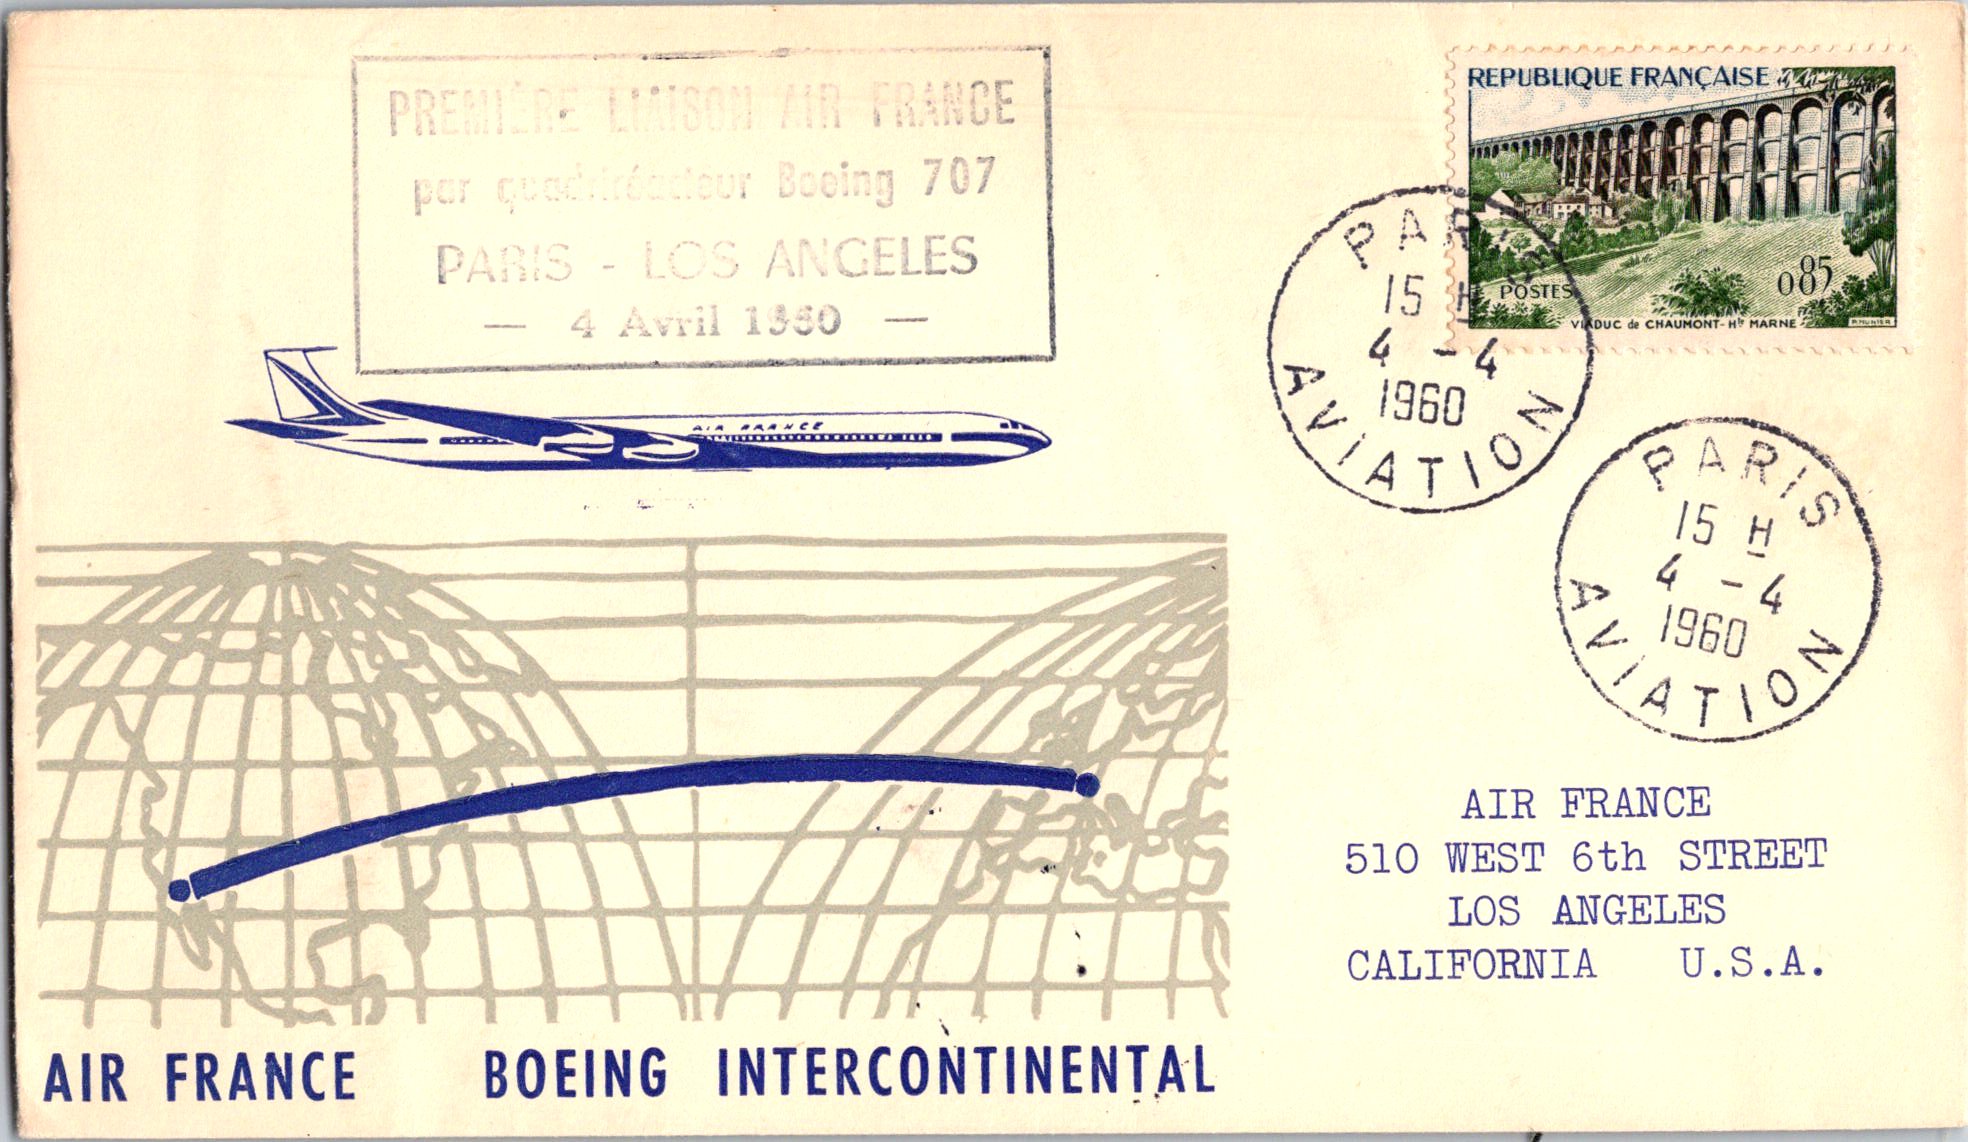 PREMIÈRE LIAISON AIR FRANCE
par quadriréacteur Boeing 707
PARIS - LOS ANGELES
— 4 Avril 1960 —
REPUBLIQUE FRANÇAISE
POSTES
0,85
VIADUC de CHAUMONT-Hte MARNE
PARIS
15 H
4 - 4
1960
AVIATION
PARIS
15 H
4 - 4
1960
AVIATION
AIR FRANCE
AIR FRANCE
510 WEST 6th STREET
LOS ANGELES
CALIFORNIA U.S.A.
AIR FRANCE BOEING INTERCONTINENTAL